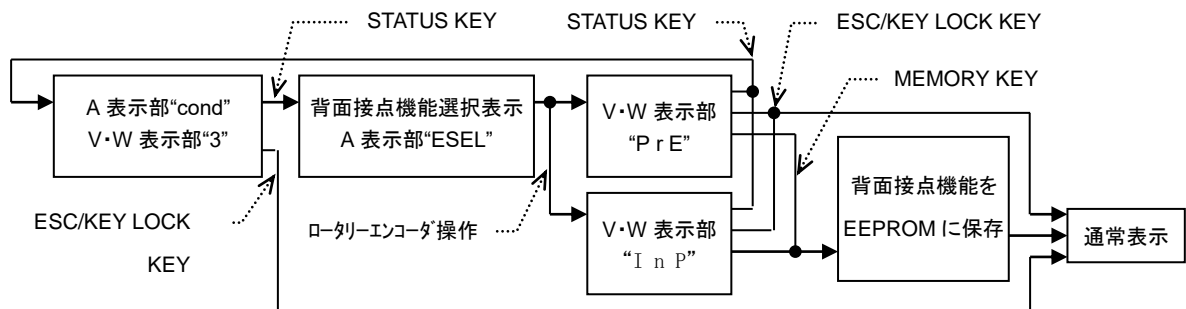 STATUS KEY
STATUS KEY
ESC/KEY LOCK KEY
MEMORY KEY
A 表示部“cond”
V･W 表示部“3”
背面接点機能選択表示
A 表示部“ESEL”
V･W 表示部
“P r E”
V･W 表示部
“I n P”
背面接点機能を
EEPROM に保存
通常表示
ESC/KEY LOCK
KEY
ﾛｰﾀﾘｰエﾝｺｰﾀﾞ操作